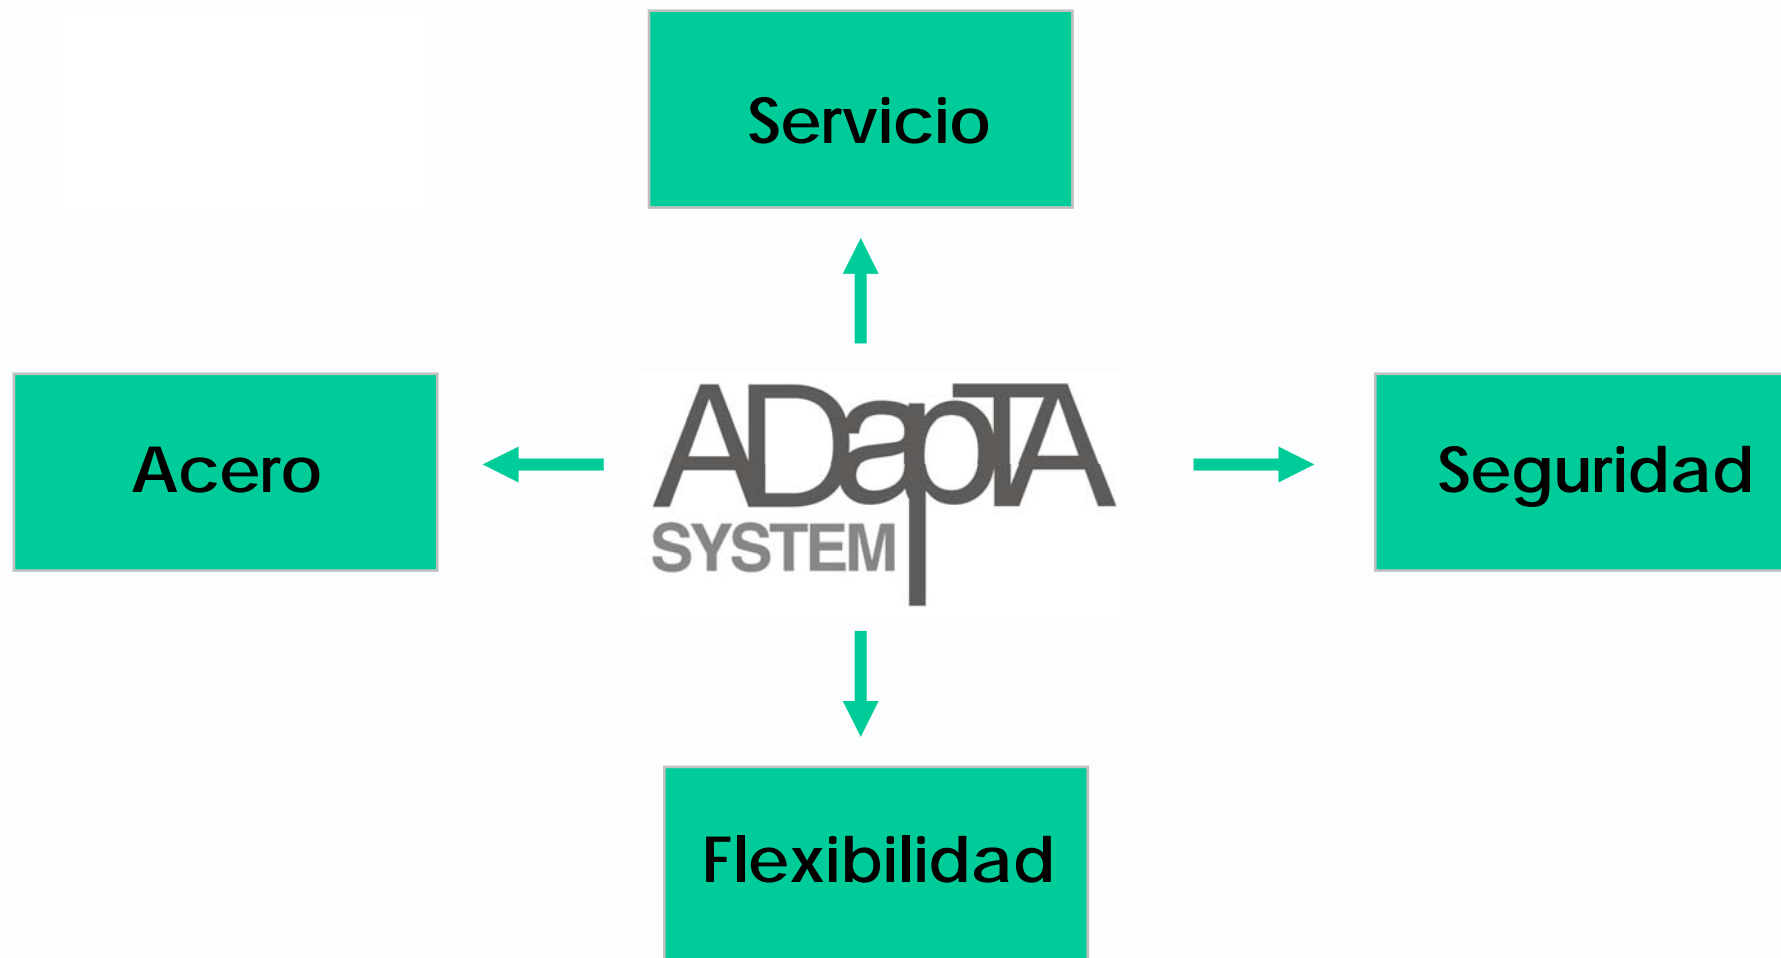 Servicio
Acero
ADapTA
SYSTEM
Seguridad
Flexibilidad